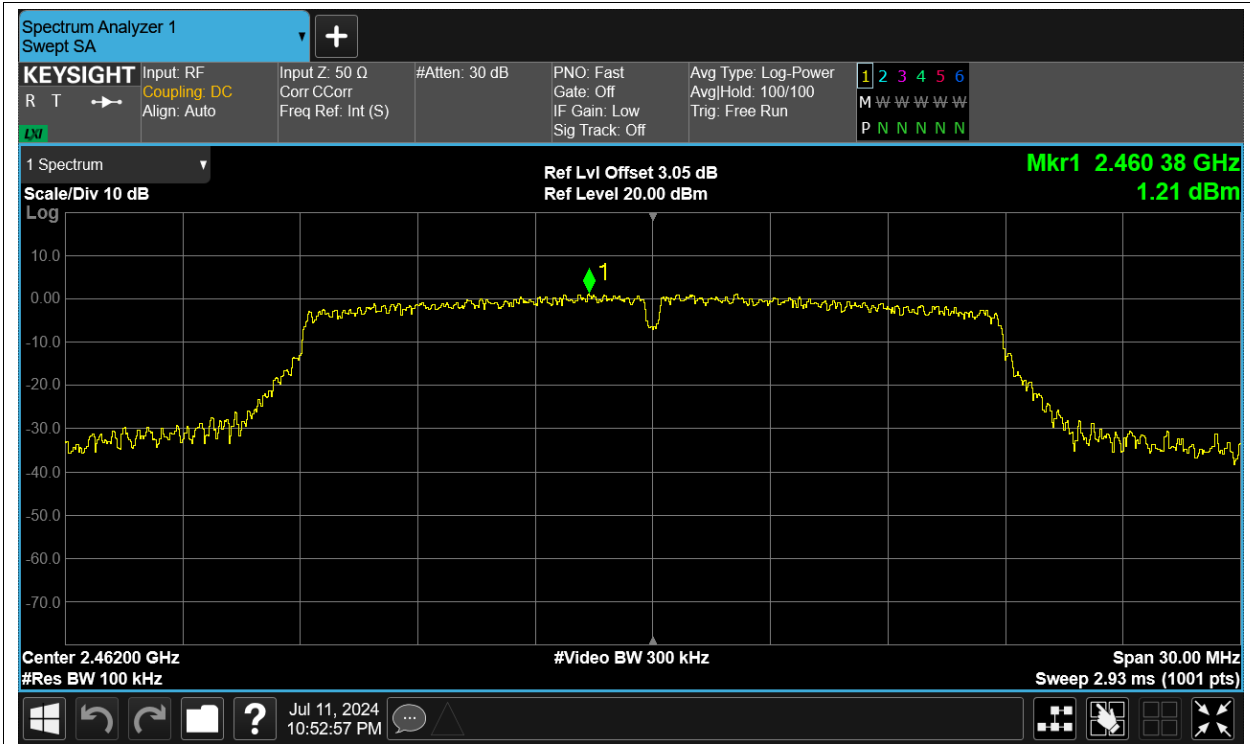 Spectrum Analyzer 1
Swept SA
KEYSIGHT
R T
LXI
Input: RF
Coupling: DC
Align: Auto
Input Z: 50 Ω
Corr CCorr
Freq Ref: Int (S)
#Atten: 30 dB
PNO: Fast
Gate: Off
IF Gain: Low
Sig Track: Off
Avg Type: Log-Power
Avg|Hold: 100/100
Trig: Free Run
1 2 3 4 5 6
M W W W W W
P N N N N N
1 Spectrum
Scale/Div 10 dB
Ref Lvl Offset 3.05 dB
Ref Level 20.00 dBm
Mkr1 2.460 38 GHz
1.21 dBm
Log
10.0
0.00
-10.0
-20.0
-30.0
-40.0
-50.0
-60.0
-70.0
1
Center 2.46200 GHz
#Res BW 100 kHz
#Video BW 300 kHz
Span 30.00 MHz
Sweep 2.93 ms (1001 pts)
?
Jul 11, 2024
10:52:57 PM